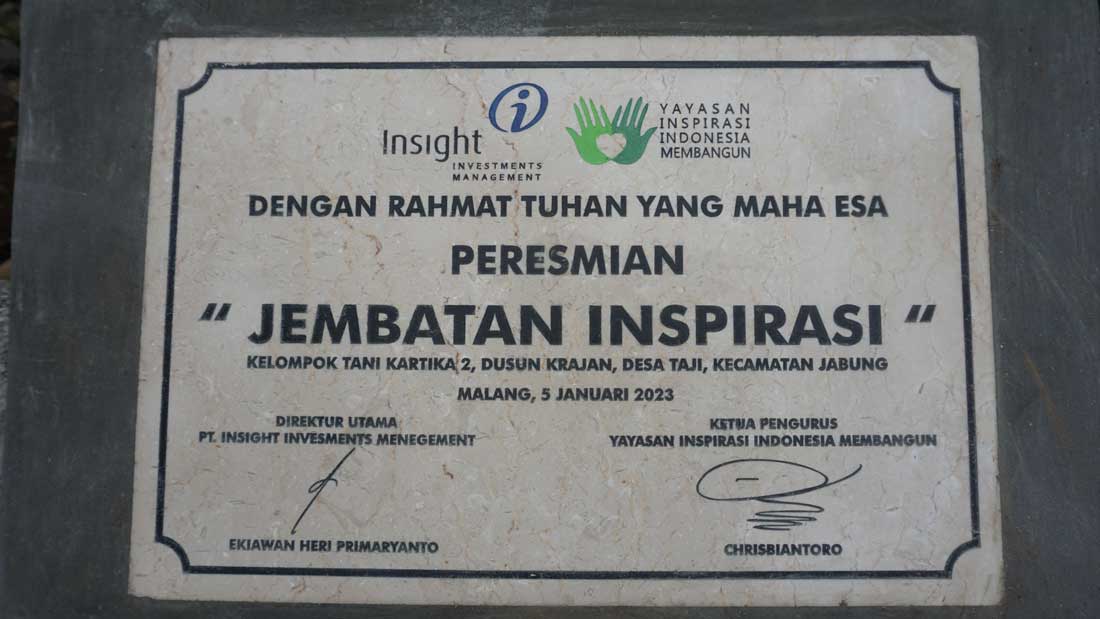 Insight
INVESTMENTS
MANAGEMENT
YAYASAN
INSPIRASI
INDONESIA
MEMBANGUN
DENGAN RAHMAT TUHAN YANG MAHA ESA
PERESMIAN
“ JEMBATAN INSPIRASI “
KELOMPOK TANI KARTIKA 2, DUSUN KRAJAN, DESA TAJI, KECAMATAN JABUNG
MALANG, 5 JANUARI 2023
DIREKTUR UTAMA
PT. INSIGHT INVESMENTS MENEGEMENT
EKIAWAN HERI PRIMARYANTO
KETUA PENGURUS
YAYASAN INSPIRASI INDONESIA MEMBANGUN
CHRISBIANTORO